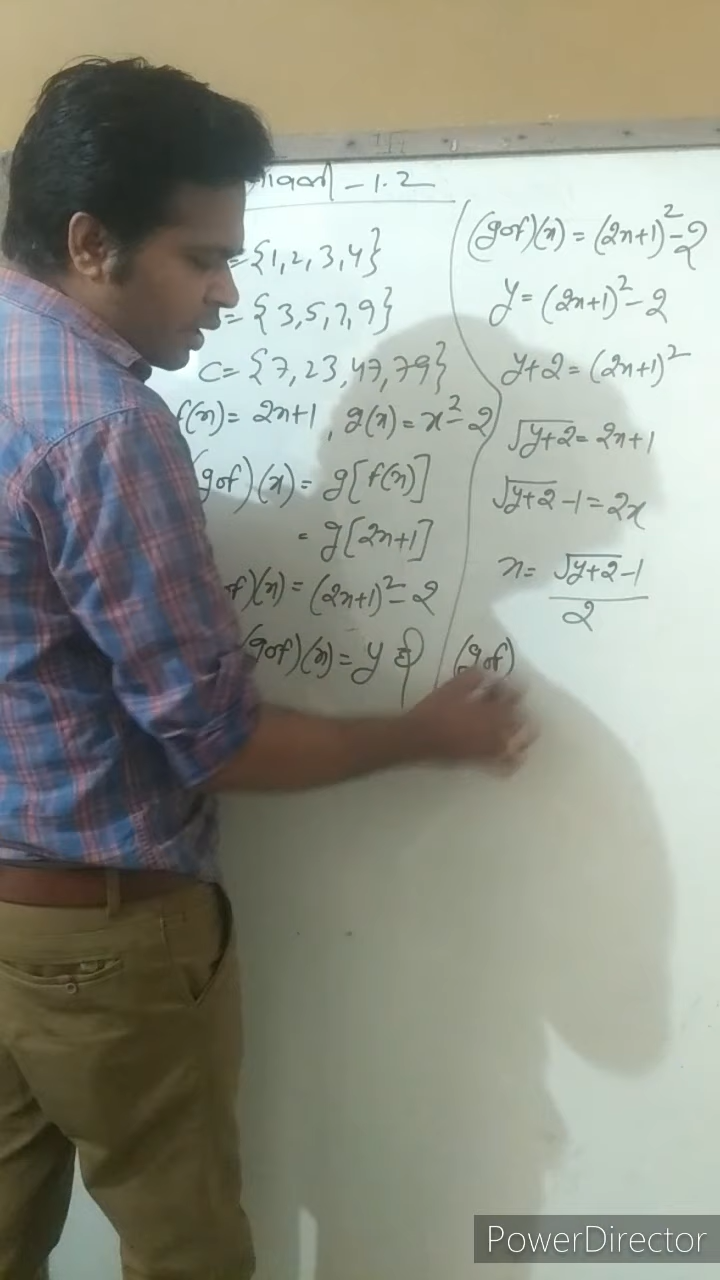 – 1.2
= {1, 2, 3, 4}
= { 3, 5, 7, 9}
C = {7, 23, 47, 79}
f(x) = 2x+1 , g(x) = x² – 2
(gof)(x) = g[f(x)]
= g[2x+1]
f)(x) = (2x+1)² – 2
(gof)(x) = y है
(gof)(x) = (2x+1)² – 2
y = (2x+1)² – 2
y+2 = (2x+1)²
√y+2 = 2x+1
√y+2 – 1 = 2x
x = √y+2 – 1 / 2
(gof)
PowerDirector